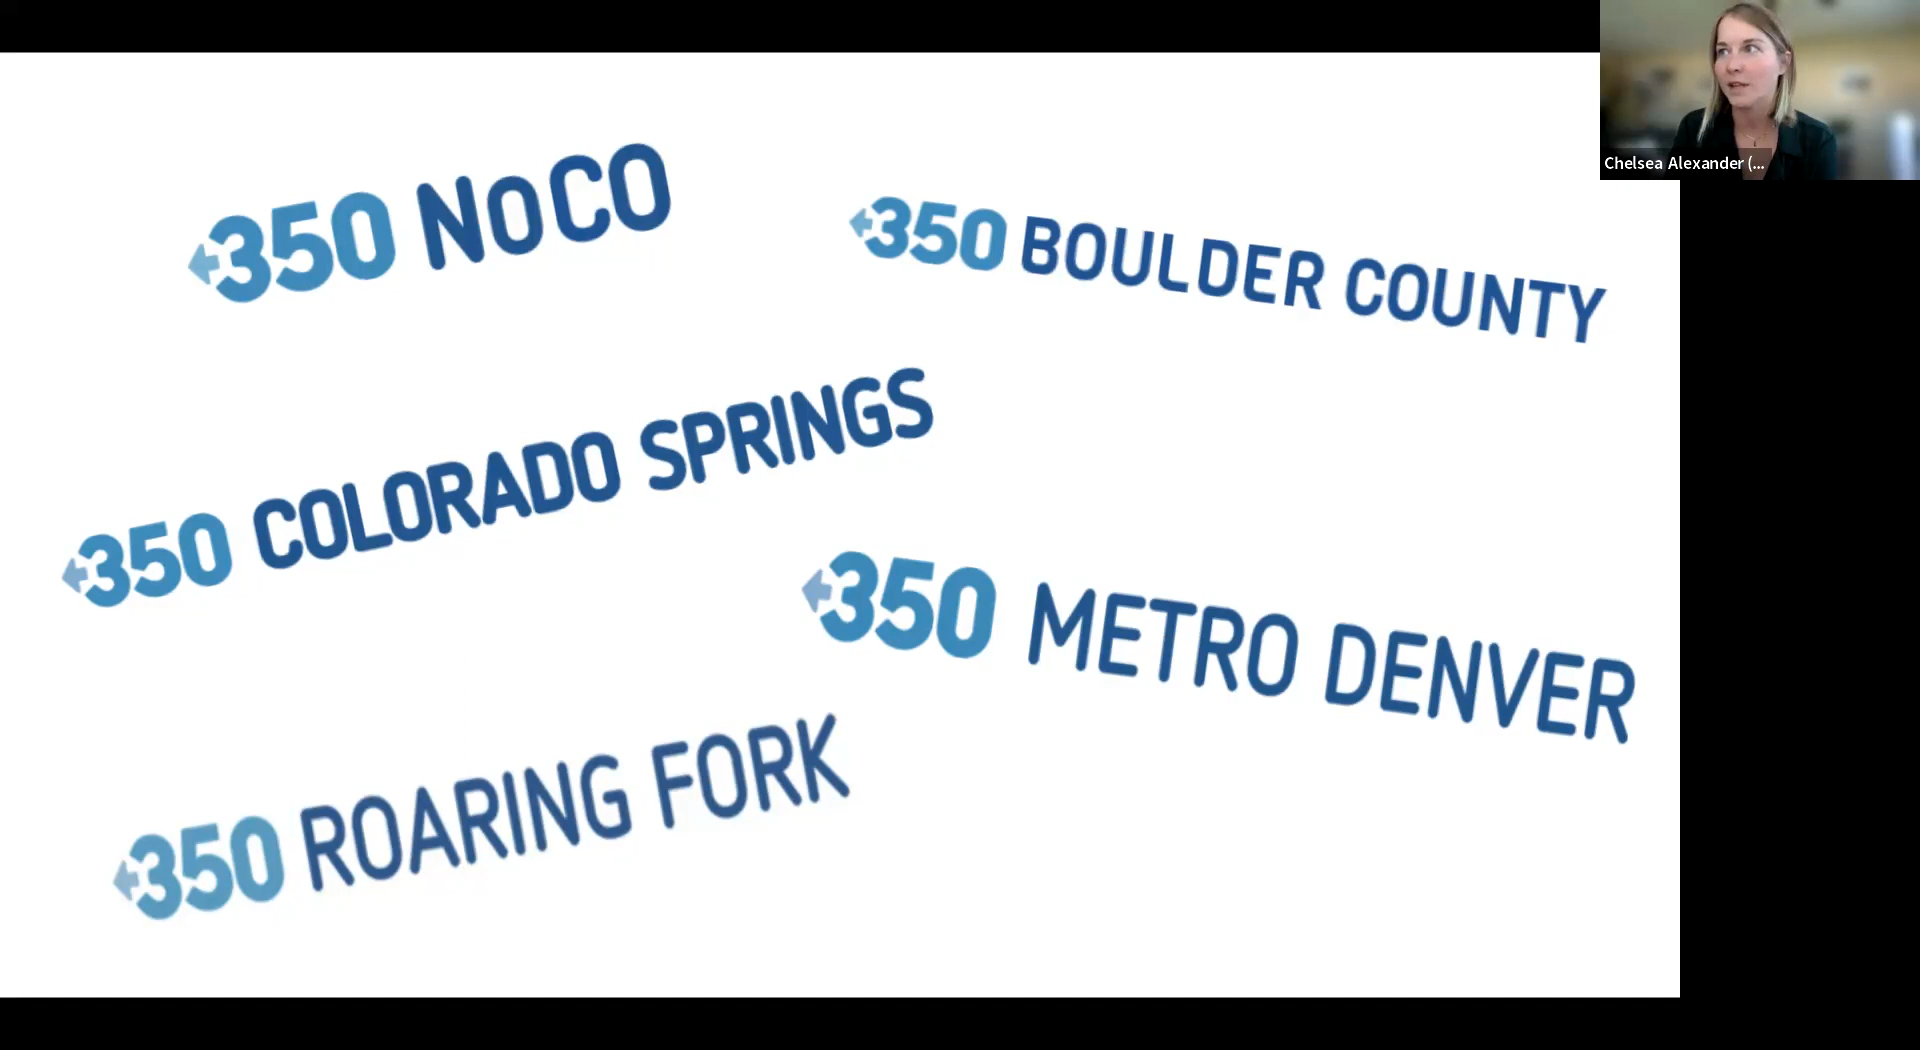 350 NOCO
350 BOULDER COUNTY
350 COLORADO SPRINGS
350 METRO DENVER
350 ROARING FORK
Chelsea Alexander (...